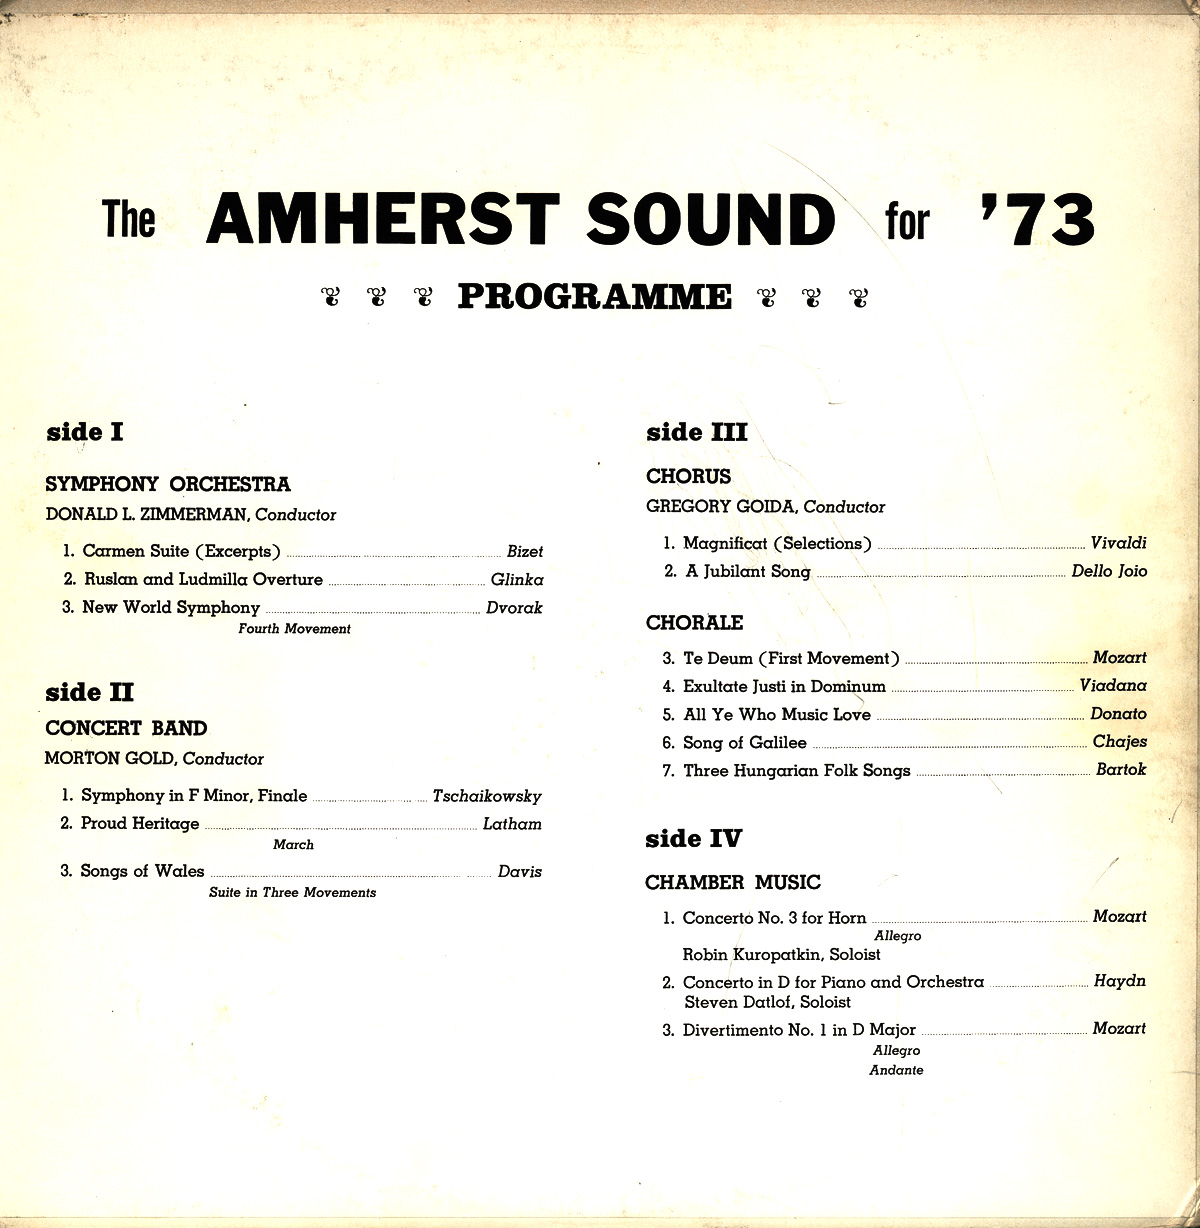 The AMHERST SOUND for '73
PROGRAMME
side I
SYMPHONY ORCHESTRA
DONALD L. ZIMMERMAN, Conductor
1. Carmen Suite (Excerpts) Bizet
2. Ruslan and Ludmilla Overture Glinka
3. New World Symphony Dvorak
Fourth Movement
side II
CONCERT BAND
MORTON GOLD, Conductor
1. Symphony in F Minor, Finale Tschaikowsky
2. Proud Heritage Latham
March
3. Songs of Wales Davis
Suite in Three Movements
side III
CHORUS
GREGORY GOIDA, Conductor
1. Magnificat (Selections) Vivaldi
2. A Jubilant Song Dello Joio
CHORALE
3. Te Deum (First Movement) Mozart
4. Exultate Justi in Dominum Viadana
5. All Ye Who Music Love Donato
6. Song of Galilee Chajes
7. Three Hungarian Folk Songs Bartok
side IV
CHAMBER MUSIC
1. Concerto No. 3 for Horn Mozart
Allegro
Robin Kuropatkin, Soloist
2. Concerto in D for Piano and Orchestra Haydn
Steven Datlof, Soloist
3. Divertimento No. 1 in D Major Mozart
Allegro
Andante